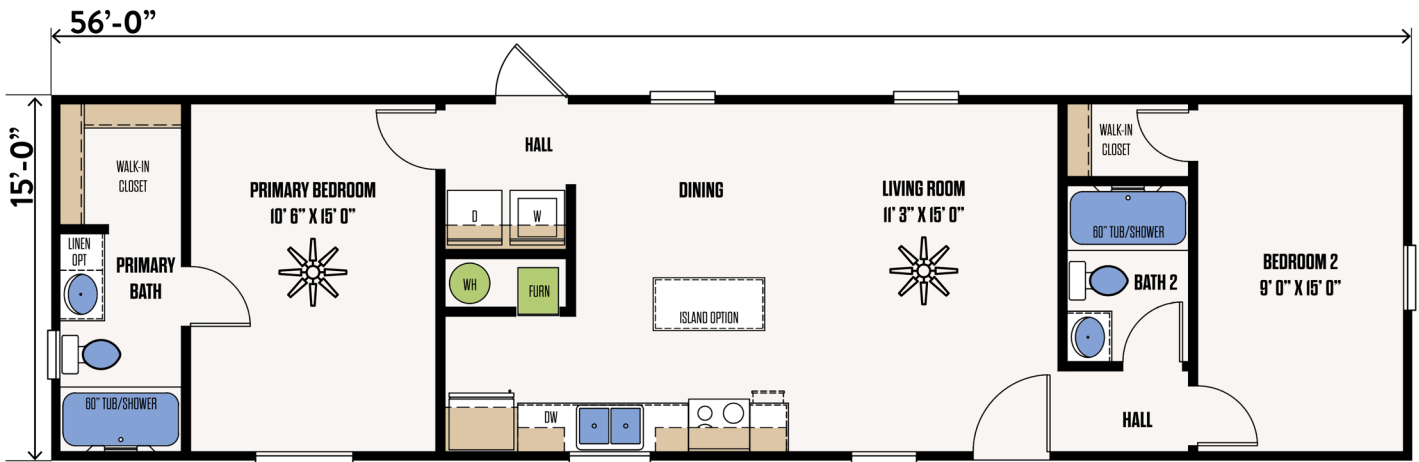 56'-0"
15'-0"
WALK-IN
CLOSET
LINEN
OPT
PRIMARY
BATH
60" TUB/SHOWER
PRIMARY BEDROOM
10' 6" X 15' 0"
HALL
D
W
WH
FURN
DW
DINING
ISLAND OPTION
LIVING ROOM
11' 3" X 15' 0"
WALK-IN
CLOSET
60" TUB/SHOWER
BATH 2
HALL
BEDROOM 2
9' 0" X 15' 0"